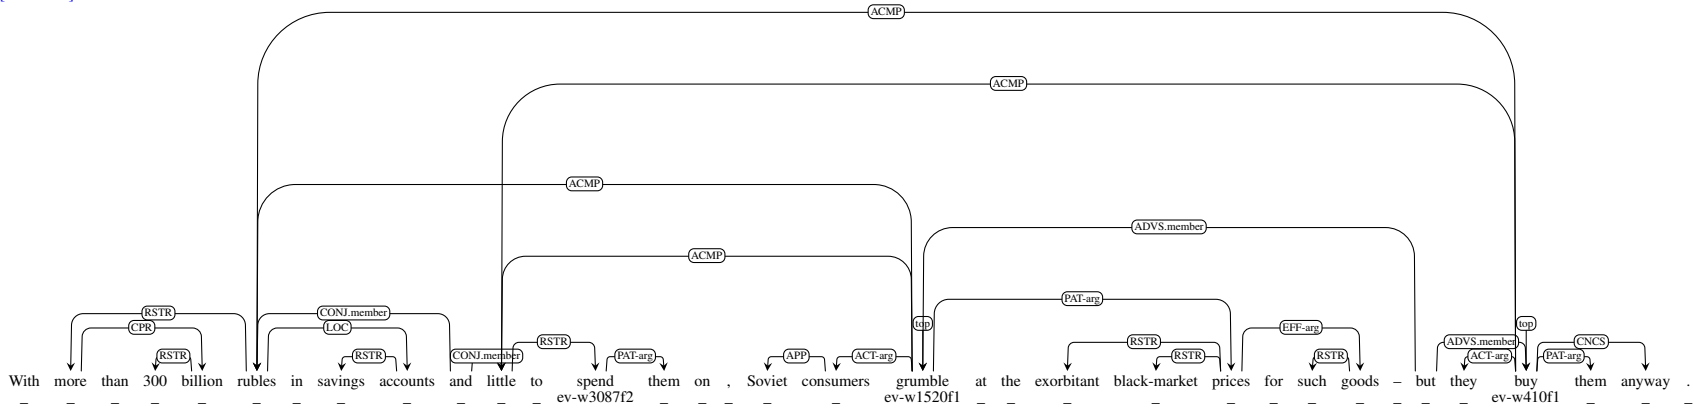 ACMP
ACMP
ACMP
ADVS.member
ACMP
PAT-arg
RSTR CONJ.member top top
CPR LOC EFF-arg
RSTR RSTR ADVS.member CNCS
RSTR RSTR CONJ.member PAT-arg APP ACT-arg RSTR RSTR ACT-arg PAT-arg
With more than 300 billion rubles in savings accounts and little to spend them on , Soviet consumers grumble at the exorbitant black-market prices for such goods – but they buy them anyway .
_ _ _ _ _ _ _ _ _ _ _ _ ev-w3087f2 _ _ _ _ _ ev-w1520f1 _ _ _ _ _ _ _ _ _ _ _ ev-w410f1 _ _ _